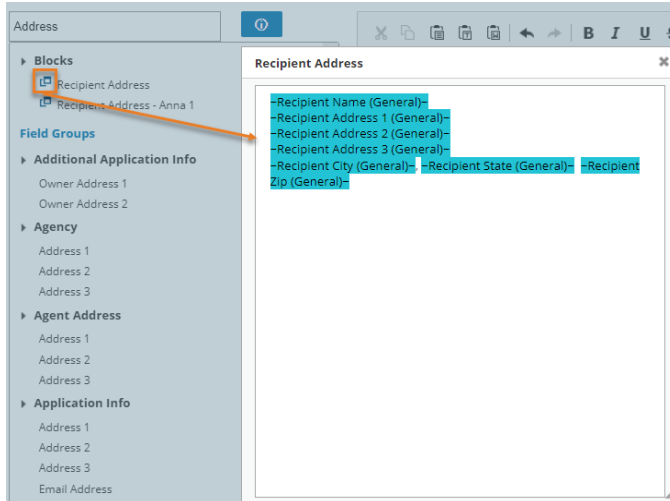 Address
Blocks
Recipient Address
Recipient Address - Anna 1
Field Groups
Additional Application Info
Owner Address 1
Owner Address 2
Agency
Address 1
Address 2
Address 3
Agent Address
Address 1
Address 2
Address 3
Application Info
Address 1
Address 2
Address 3
Email Address
B I U
Recipient Address
~Recipient Name (General)~
~Recipient Address 1 (General)~
~Recipient Address 2 (General)~
~Recipient Address 3 (General)~
~Recipient City (General)~, ~Recipient State (General)~ ~Recipient
Zip (General)~